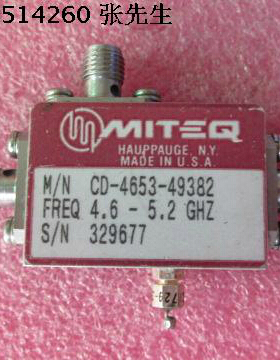 514260 张先生
MITEQ
HAUPPAUGE, N.Y.
MADE IN U.S.A.
M/N CD-4653-49382
FREQ 4.6 - 5.2 GHZ
S/N 329677